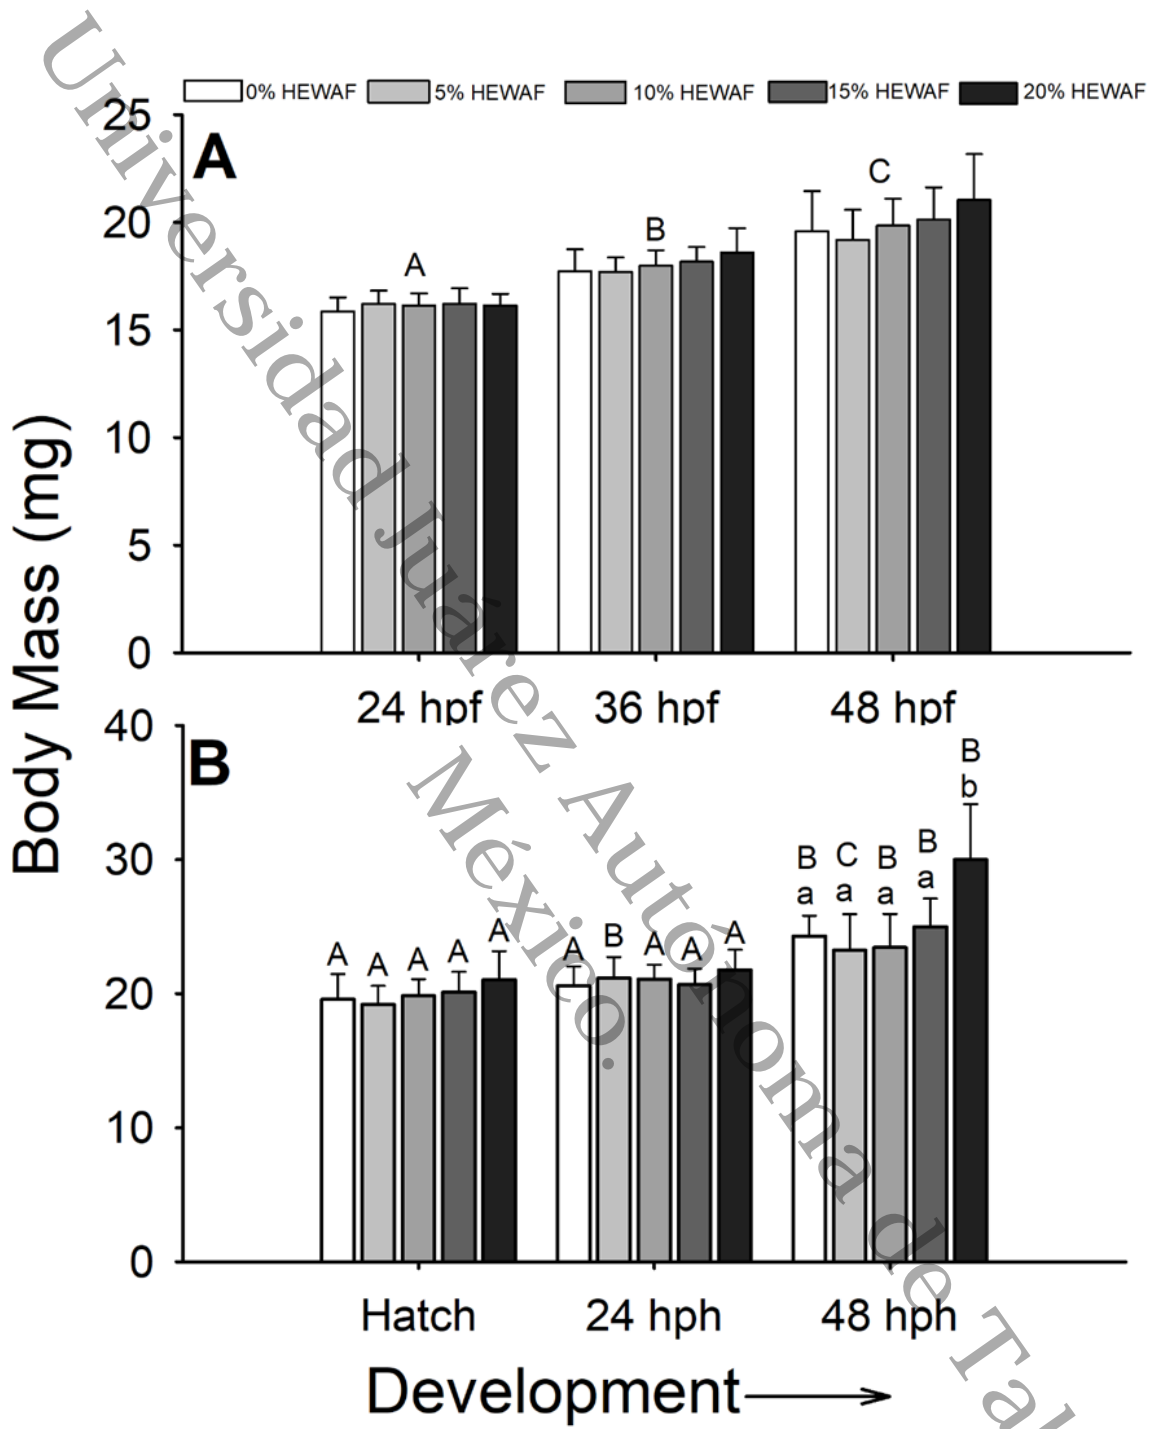 0% HEWAF 5% HEWAF 10% HEWAF 15% HEWAF 20% HEWAF
A
25
20
15
10
5
0
A
B
C
24 hpf 36 hpf 48 hpf
Body Mass (mg)
B
40
30
20
10
0
A A A A A
A B A A A
B C B B B
a a a a b
Hatch 24 hph 48 hph
Development
Universidad Juárez Autónoma de
México.